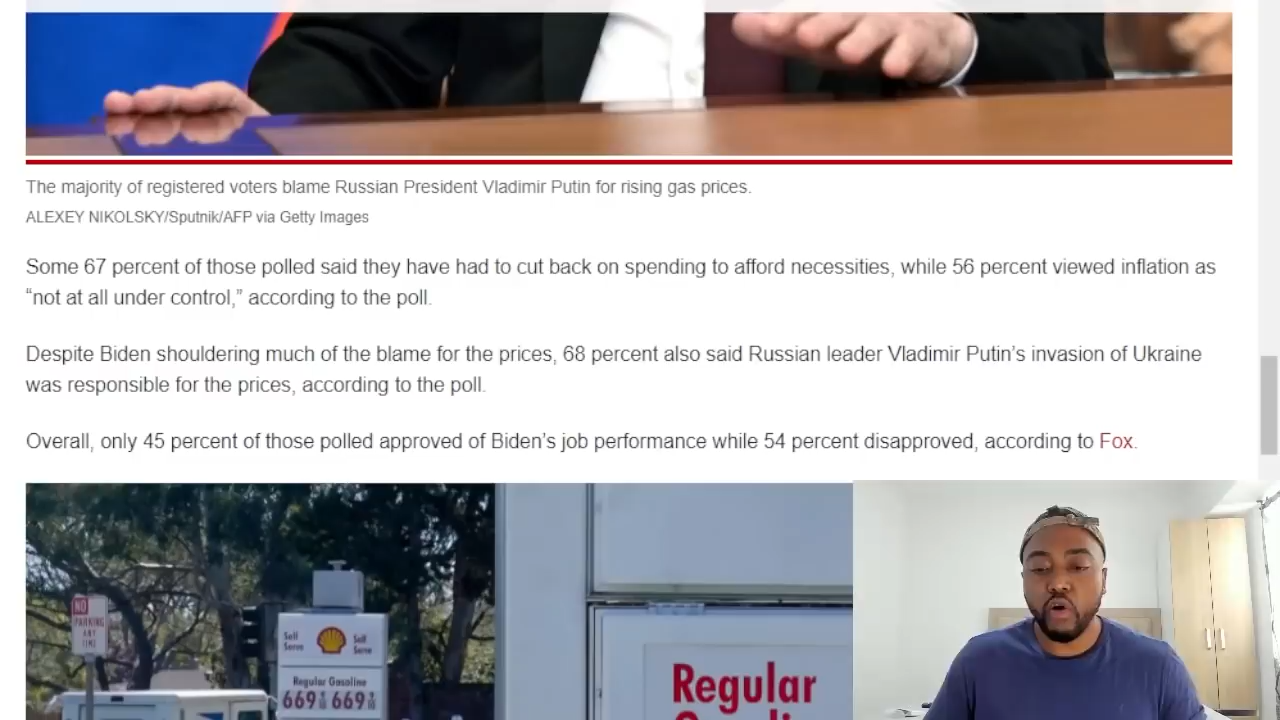 The majority of registered voters blame Russian President Vladimir Putin for rising gas prices.
ALEXEY NIKOLSKY/Sputnik/AFP via Getty Images
Some 67 percent of those polled said they have had to cut back on spending to afford necessities, while 56 percent viewed inflation as
“not at all under control,” according to the poll.
Despite Biden shouldering much of the blame for the prices, 68 percent also said Russian leader Vladimir Putin’s invasion of Ukraine
was responsible for the prices, according to the poll.
Overall, only 45 percent of those polled approved of Biden’s job performance while 54 percent disapproved, according to Fox.
NO
PARKING
ANY
TIME
Self Serve
Self Serve
Regular Gasoline
669 669
Regular